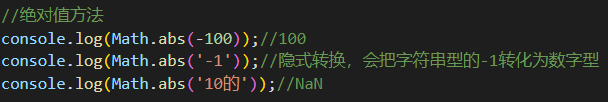 //绝对值方法
console.log(Math.abs(-100));//100
console.log(Math.abs('-1'));//隐式转换，会把字符串型的-1转化为数字型
console.log(Math.abs('10的'));//NaN